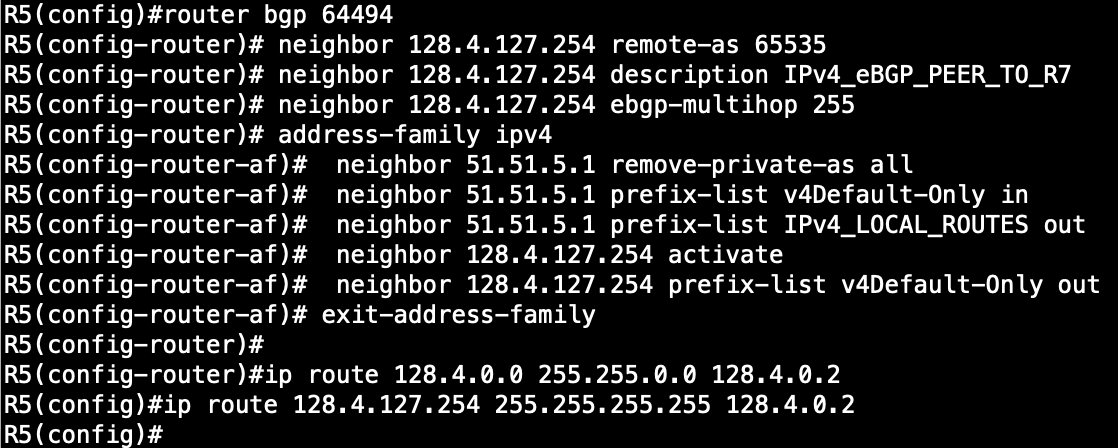 R5(config)#router bgp 64494
R5(config-router)# neighbor 128.4.127.254 remote-as 65535
R5(config-router)# neighbor 128.4.127.254 description IPv4_eBGP_PEER_TO_R7
R5(config-router)# neighbor 128.4.127.254 ebgp-multihop 255
R5(config-router)# address-family ipv4
R5(config-router-af)#  neighbor 51.51.5.1 remove-private-as all
R5(config-router-af)#  neighbor 51.51.5.1 prefix-list v4Default-Only in
R5(config-router-af)#  neighbor 51.51.5.1 prefix-list IPv4_LOCAL_ROUTES out
R5(config-router-af)#  neighbor 128.4.127.254 activate
R5(config-router-af)#  neighbor 128.4.127.254 prefix-list v4Default-Only out
R5(config-router-af)# exit-address-family
R5(config-router)#
R5(config-router)#ip route 128.4.0.0 255.255.0.0 128.4.0.2
R5(config)#ip route 128.4.127.254 255.255.255.255 128.4.0.2
R5(config)#